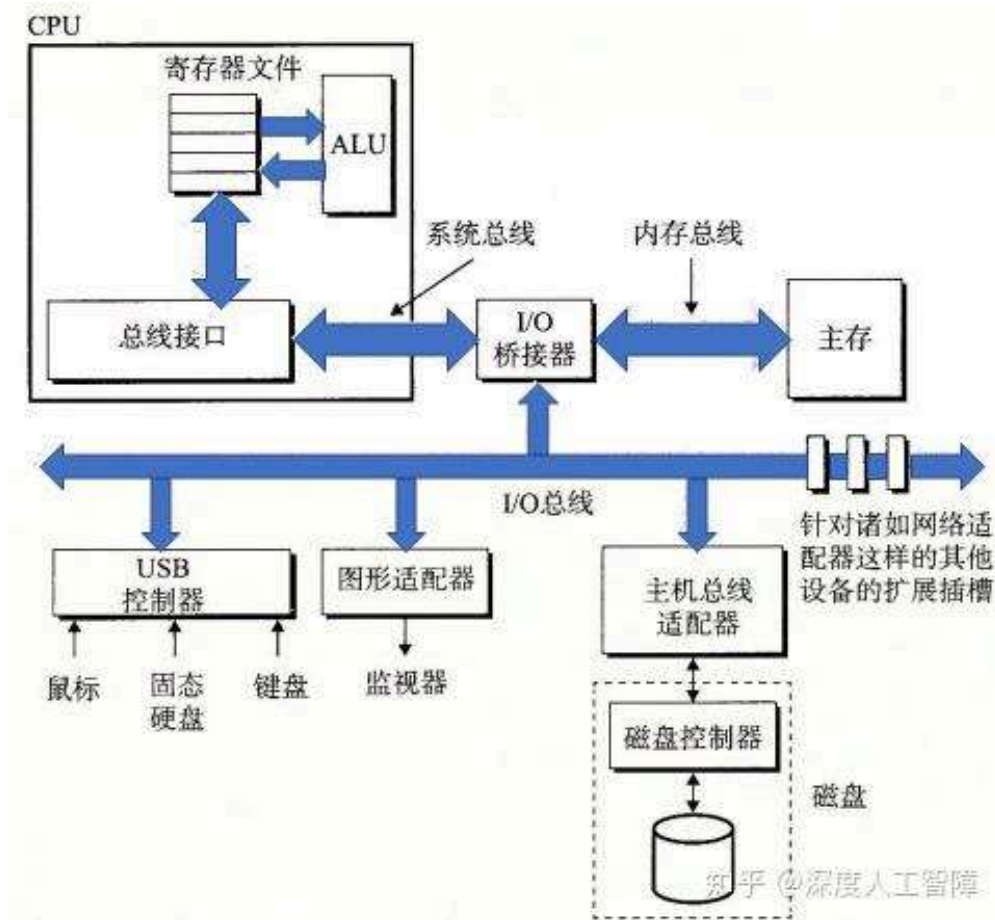 CPU
寄存器文件
ALU
系统总线
内存总线
总线接口
I/O
桥接器
主存
I/O总线
针对诸如网络适
配器这样的其他
设备的扩展插槽
USB
控制器
图形适配器
主机总线
适配器
鼠标
固态
硬盘
键盘
监视器
磁盘控制器
磁盘
知乎 @深度人工智障